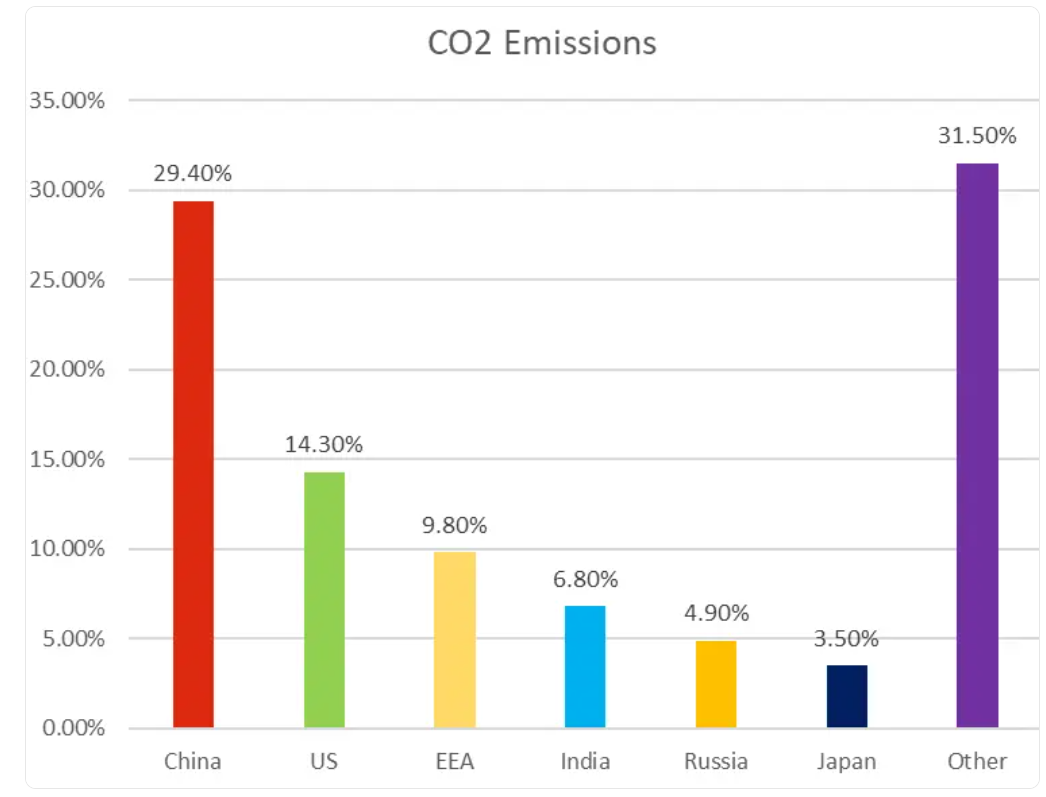 CO2 Emissions
35.00%
30.00%
25.00%
20.00%
15.00%
10.00%
5.00%
0.00%
29.40%
14.30%
9.80%
6.80%
4.90%
3.50%
31.50%
China
US
EEA
India
Russia
Japan
Other